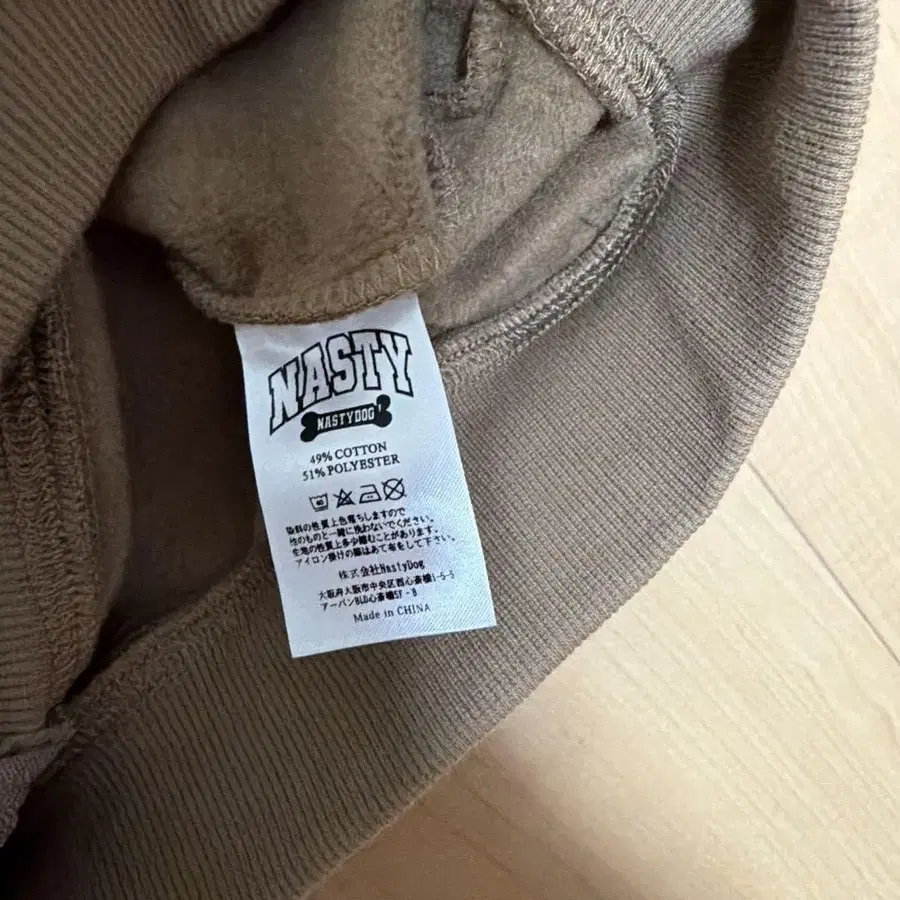 NASTY
NASTYDOG
49% COTTON
51% POLYESTER
40
染料の性質上色落ちしますので
性のものと一緒に洗わないでください。
生地の性質上多少縮むことがあります。
アイロン掛けの際はあて布をして下さい。
株式会社NastyDog
大阪府大阪市中央区西心斎橋1-5-5
アーバンBLD心斎橋5F-B
Made in CHINA